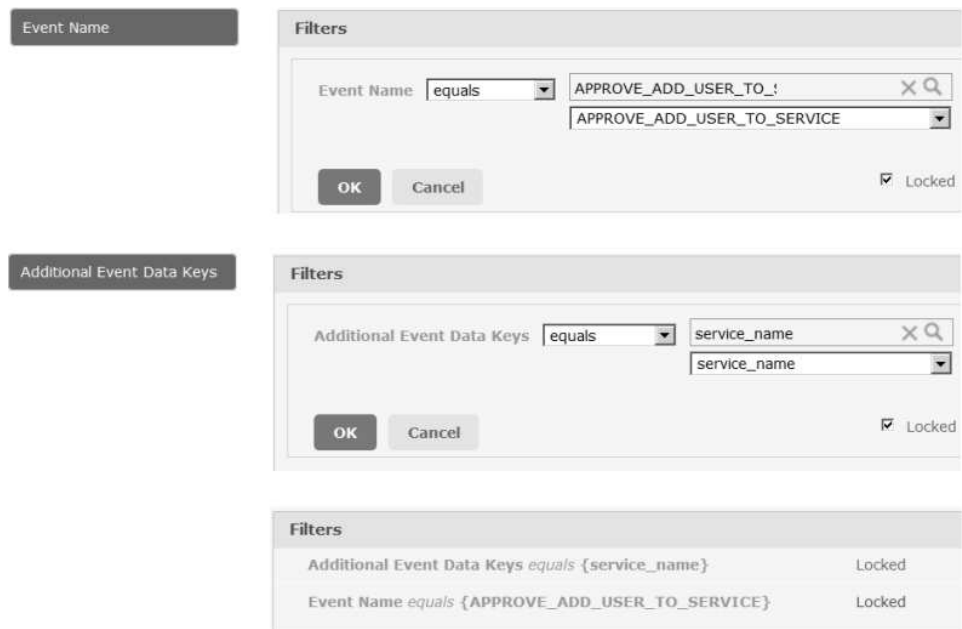 Event Name
Filters
Event Name equals APPROVE_ADD_USER_TO_S
APPROVE_ADD_USER_TO_SERVICE
OK Cancel Locked
Additional Event Data Keys
Filters
Additional Event Data Keys equals service_name
service_name
OK Cancel Locked
Filters
Additional Event Data Keys equals {service_name} Locked
Event Name equals {APPROVE_ADD_USER_TO_SERVICE} Locked